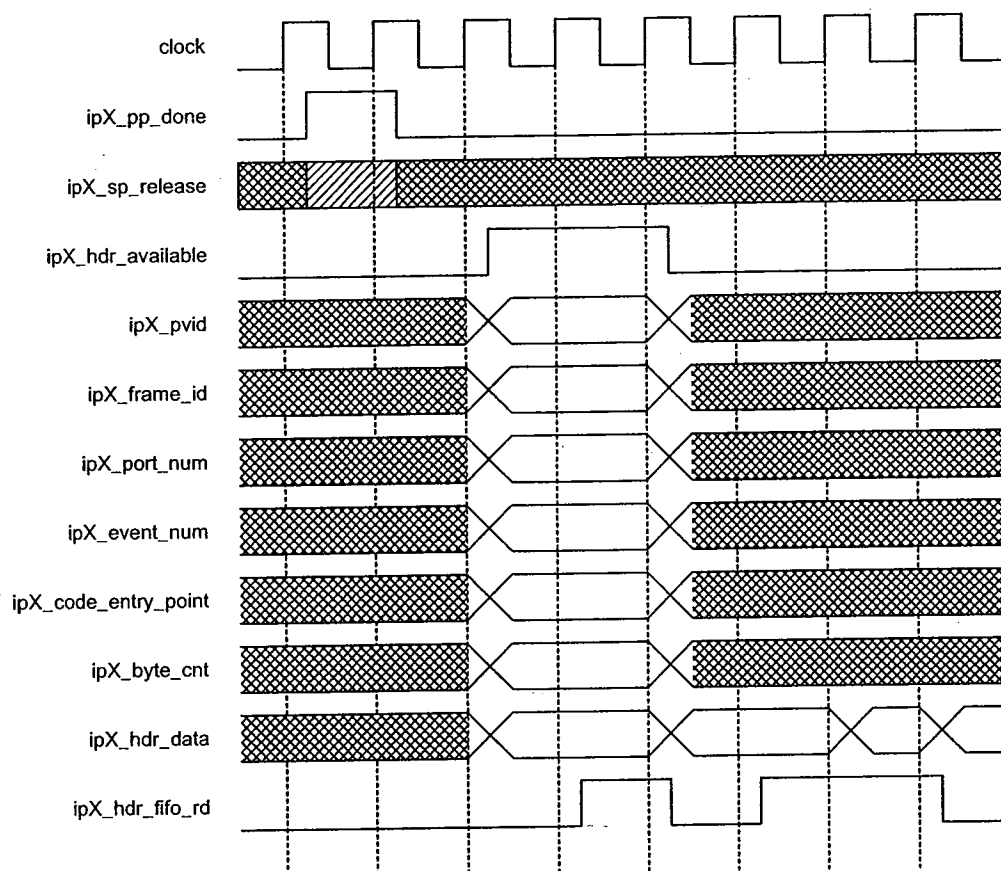 clock
ipX_pp_done
ipX_sp_release
ipX_hdr_available
ipX_pvid
ipX_frame_id
ipX_port_num
ipX_event_num
ipX_code_entry_point
ipX_byte_cnt
ipX_hdr_data
ipX_hdr_fifo_rd